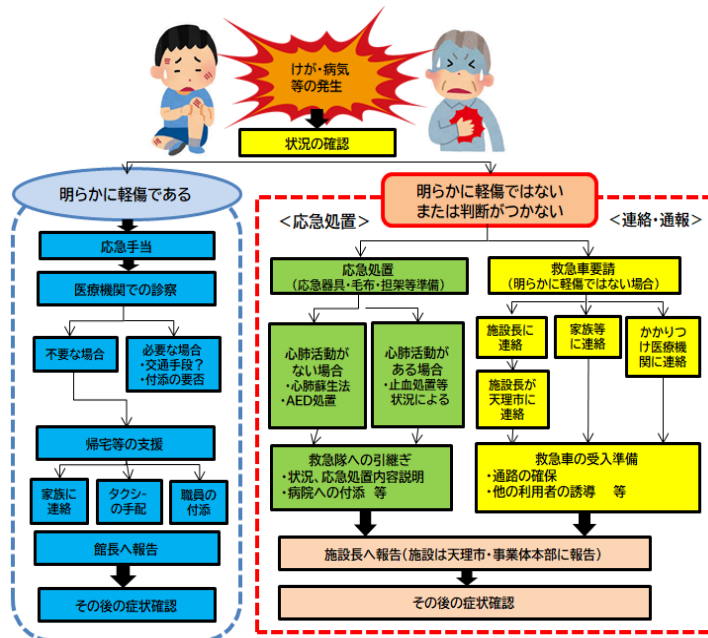 けが・病気
等の発生
状況の確認
明らかに軽傷である
応急手当
医療機関での診察
不要な場合
必要な場合
・交通手段？
・付添の要否
帰宅等の支援
家族に
連絡
タクシー
の手配
職員の
付添
館長へ報告
その後の症状確認
明らかに軽傷ではない
または判断がつかない
＜応急処置＞
＜連絡・通報＞
応急処置
（応急器具・毛布・担架等準備）
救急車要請
（明らかに軽傷ではない場合）
心肺活動が
ない場合
・心肺蘇生法
・AED処置
心肺活動が
ある場合
・止血処置等
状況による
施設長に
連絡
家族等
に連絡
かかりつ
け医療機
関に連絡
施設長が
天理市に
連絡
救急隊への引継ぎ
・状況、応急処置内容説明
・病院への付添 等
救急車の受入準備
・通路の確保
・他の利用者の誘導 等
施設長へ報告（施設は天理市・事業体本部に報告）
その後の症状確認